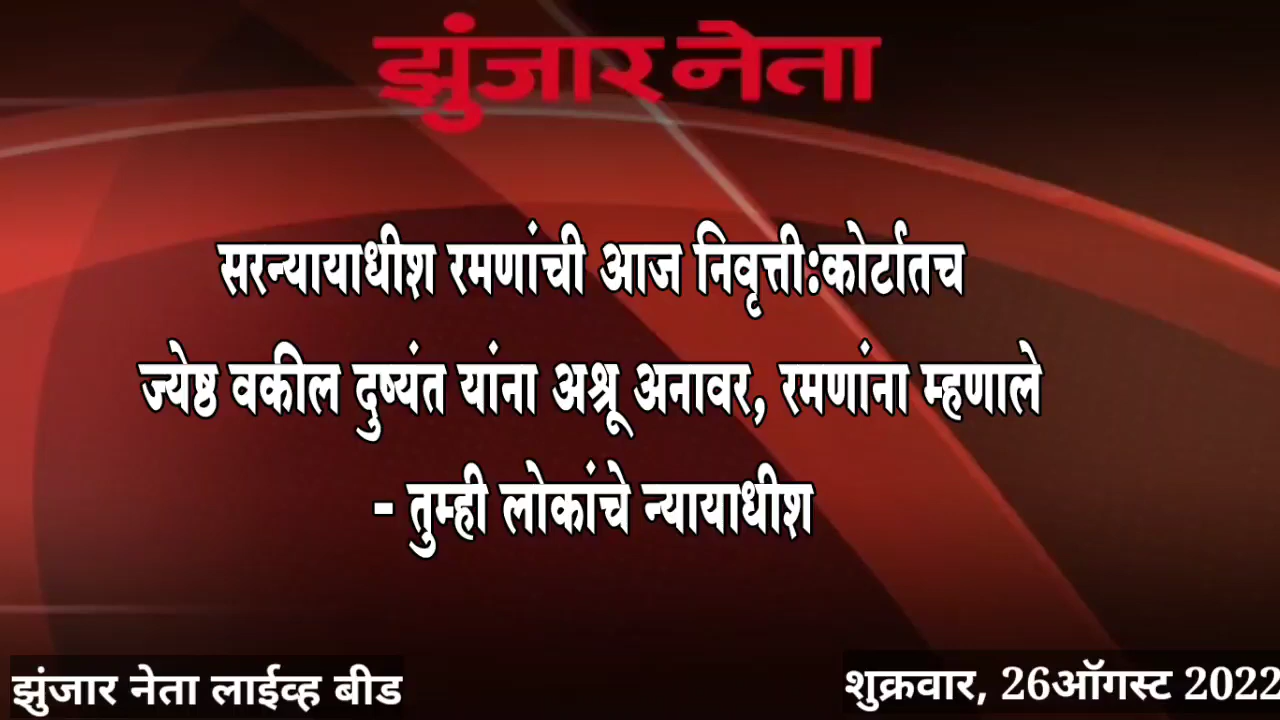 झुंजार नेता
सरन्यायाधीश रमणांची आज निवृत्ती:कोर्टातच
ज्येष्ठ वकील दुष्यंत यांना अश्रू अनावर, रमणांना म्हणाले
- तुम्ही लोकांचे न्यायाधीश
झुंजार नेता लाईव्ह बीड
शुक्रवार, 26ऑगस्ट 2022